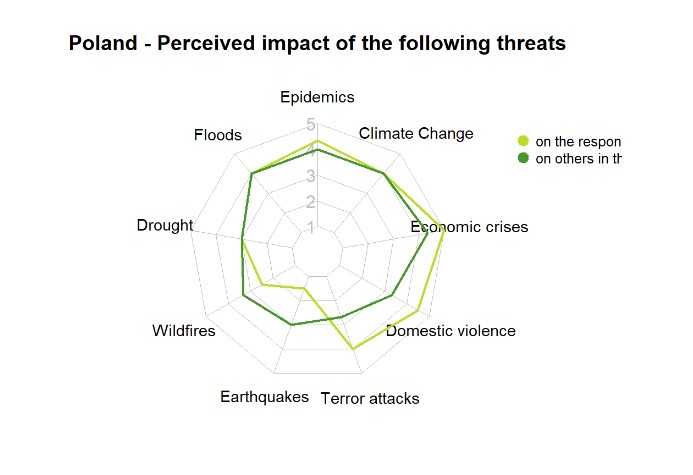 Poland - Perceived impact of the following threats
Epidemics
Floods
Climate Change
5
4
3
2
1
on the respon
on others in th
Drought
Economic crises
Wildfires
Domestic violence
Earthquakes
Terror attacks